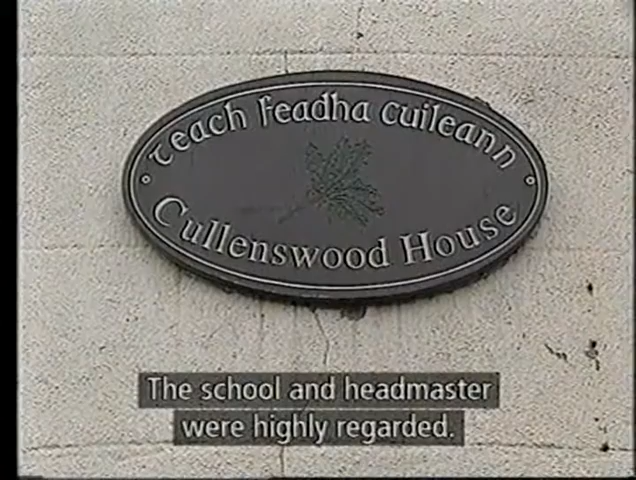 Teach Feadha Cuileann
Cullenswood House
The school and headmaster
were highly regarded.